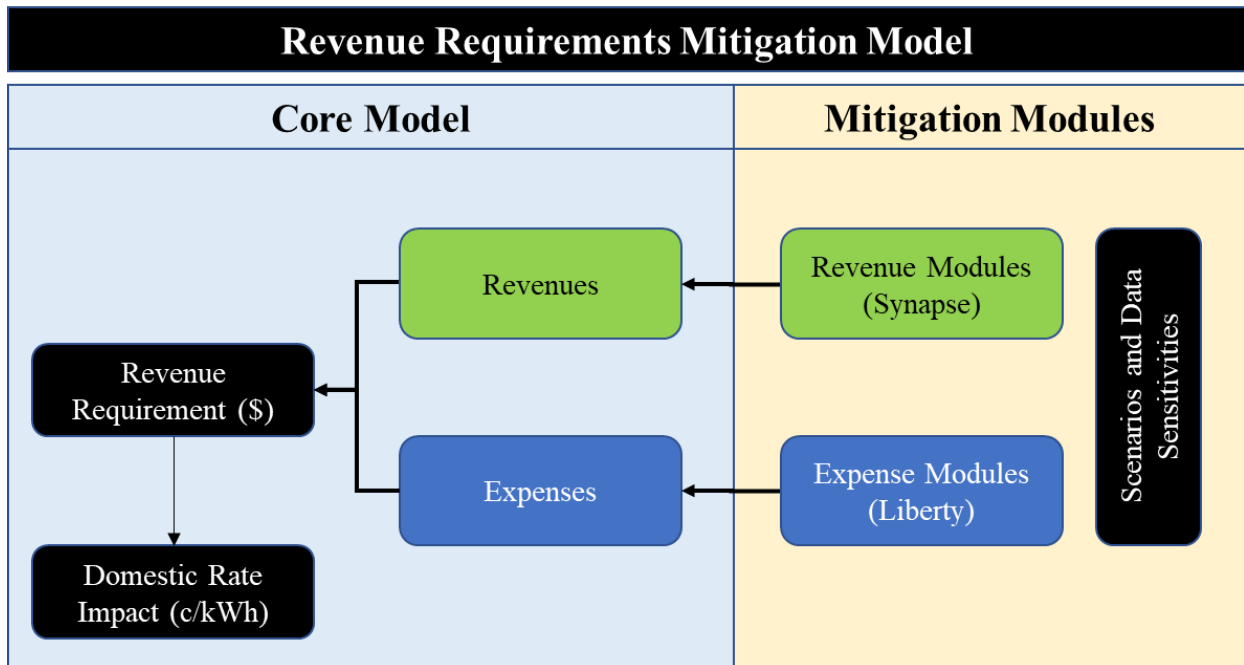 Revenue Requirements Mitigation Model
Core Model
Mitigation Modules
Revenues
Revenue Modules
(Synapse)
Scenarios and Data
Sensitivities
Revenue
Requirement ($)
Expenses
Expense Modules
(Liberty)
Domestic Rate
Impact (c/kWh)